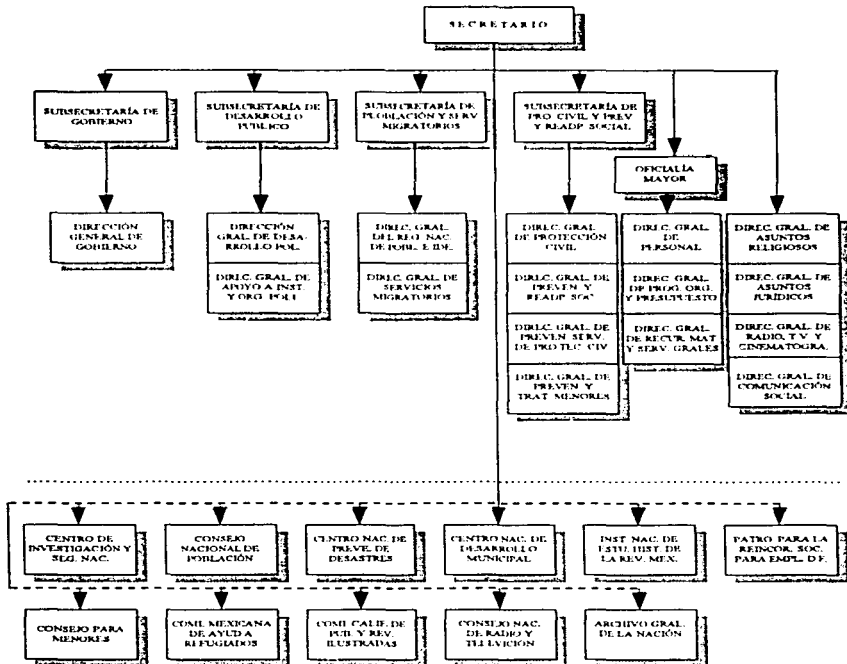 SECRETARIO
SUBSECRETARÍA DE
GOBIERNO
SUBSECRETARÍA DE
DESARROLLO
PUBLICO
SUBSECRETARÍA DE
POBLACIÓN Y SERV
MIGRATORIOS
SUBSECRETARÍA DE
PRO. CIVIL Y PREV
Y READP. SOCIAL
OFICIALÍA
MAYOR
DIRECCIÓN
GENERAL DE
GOBIERNO
DIRECCIÓN
GRAL. DE DESA-
RROLLO POL.
DIREC. GRAL. DE
APOYO A INST.
Y ORG. POLI
DIREC. GRAL.
DEL REG. NAC.
DE POBL. E IDE.
DIREC. GRAL. DE
SERVICIOS
MIGRATORIOS
DIREC. GRAL
DE PROTECCIÓN
CIVIL
DIREC. GRAL. DE
PREVEN. Y
READP. SOC
DIREC. GRAL. DE
PREVEN. SERV.
DE PROTEC. CIV.
DIREC. GRAL. DE
PREVEN. Y
TRAT. MENORES
DIREC. GRAL.
DE
PERSONAL
DIREC. GRAL.
DE PROG. ORG.
Y PRESUPUESTO
DIREC. GRAL.
DE RECUR. MAT
Y SERV. GRALES
DIREC. GRAL. DE
ASUNTOS
RELIGIOSOS
DIREC. GRAL. DE
ASUNTOS
JURÍDICOS
DIREC. GRAL. DE
RADIO, T.V. Y
CINEMATOGRA.
DIREC. GRAL. DE
COMUNICACIÓN
SOCIAL
CENTRO DE
INVESTIGACIÓN Y
SEG. NAC.
CONSEJO
NACIONAL DE
POBLACIÓN
CENTRO NAC. DE
PREVE. DE
DESASTRES
CENTRO NAC. DE
DESARROLLO
MUNICIPAL
INST. NAC. DE
ESTU. HIST. DE
LA REV. MEX.
PATRO PARA LA
REINCOR. SOC.
PARA EMPL. D.F.
CONSEJO PARA
MENORES
COMI. MEXICANA
DE AYUD A
REFUGIADOS
COMI. CALIF. DE
PUB. Y REV.
ILUSTRADAS
CONSEJO NAC.
DE RADIO Y
TELEVICIÓN
ARCHIVO GRAL.
DE LA NACIÓN